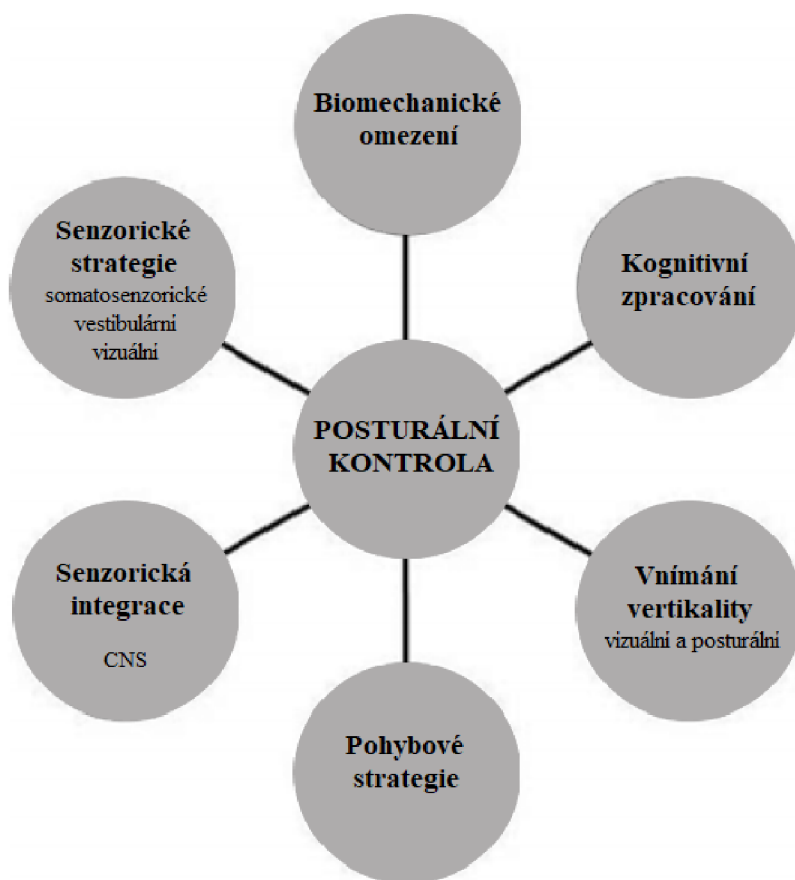 Biomechanické
omezení
Senzorické
strategie
somatosenzorické
vestibulární
vizuální
Kognitivní
zpracování
POSTURÁLNÍ
KONTROLA
Senzorická
integrace
CNS
Vnímání
vertikality
vizuální a posturální
Pohybové
strategie